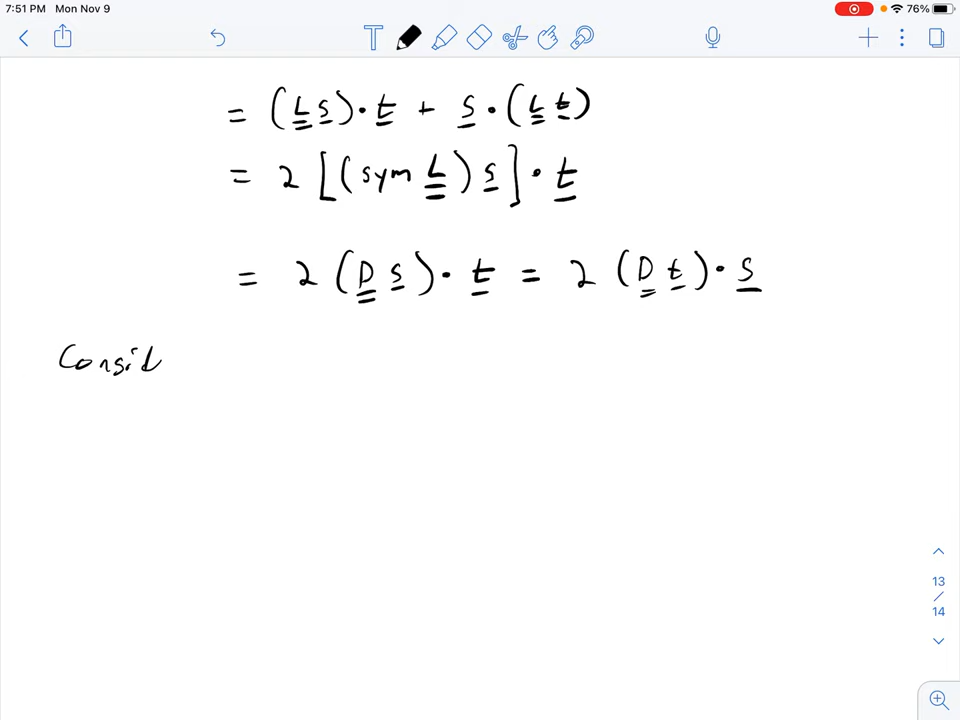 7:51 PM Mon Nov 9 76%
= (L s) · t + s · (L t)
= 2 [(sym L) s] · t
= 2 (D s) · t = 2 (D t) · s
Consid
13
/
14